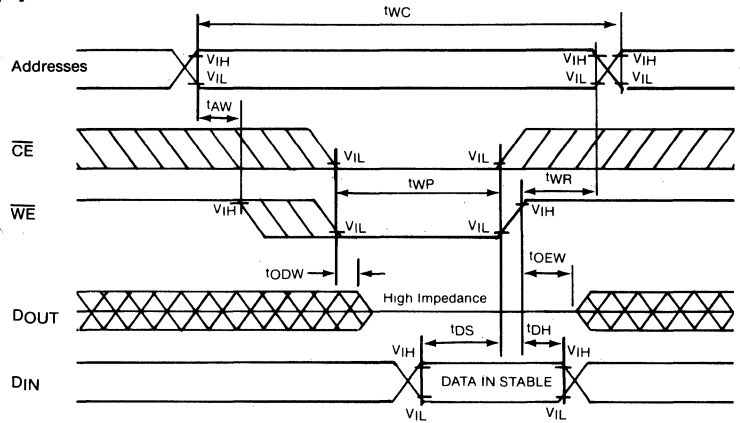 tWC
Addresses VIH VIH VIH
VIL VIL VIL
tAW
CE VIL VIL
tWP tWR
WE VIH VIH
VIL VIL
tODW tOEW
High Impedance
DOUT
tDS tDH
VIH VIH
DIN DATA IN STABLE
VIL VIL